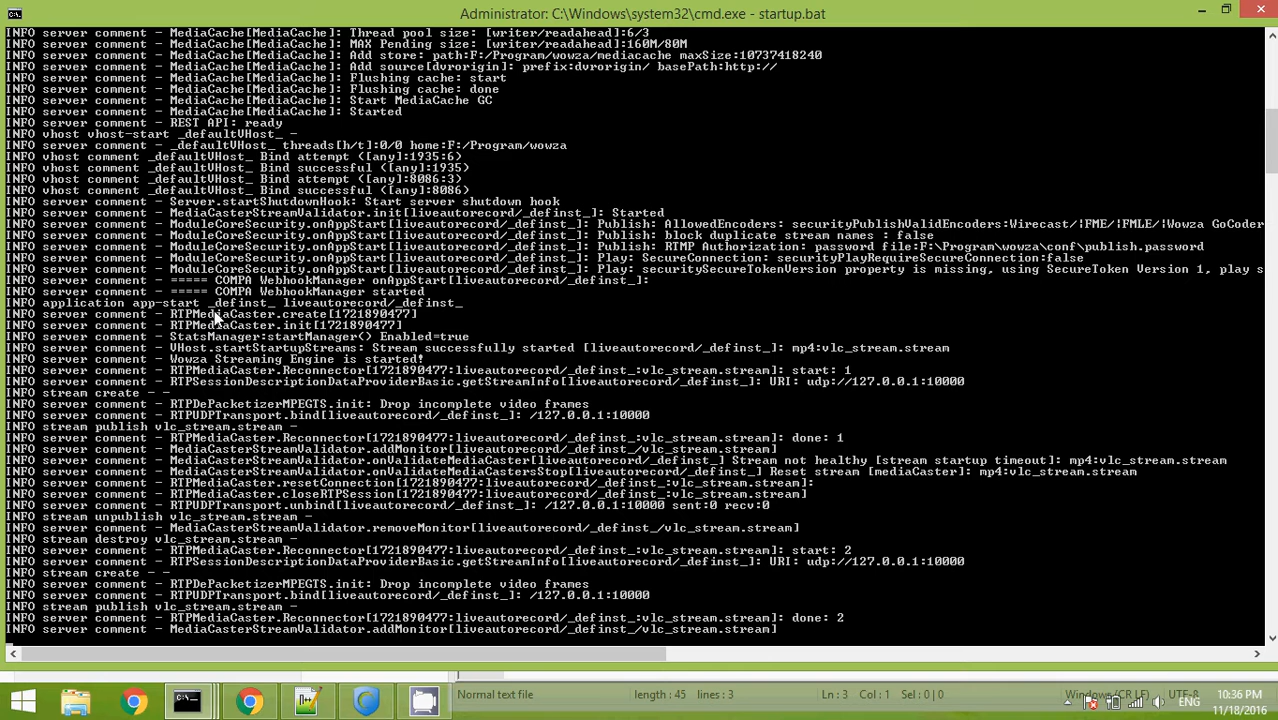 Administrator: C:\Windows\system32\cmd.exe - startup.bat
INFO server comment - MediaCache[MediaCache]: Thread pool size: [writer/readahead]:6/3
INFO server comment - MediaCache[MediaCache]: MAX Pending size: [writer/readahead]:160M/80M
INFO server comment - MediaCache[MediaCache]: Add store: path:F:/Program/wowza/mediacache maxSize:10737418240
INFO server comment - MediaCache[MediaCache]: Add source[dvrorigin]: prefix:dvrorigin/ basePath:http://
INFO server comment - MediaCache[MediaCache]: Flushing cache: start
INFO server comment - MediaCache[MediaCache]: Flushing cache: done
INFO server comment - MediaCache[MediaCache]: Start MediaCache GC
INFO server comment - MediaCache[MediaCache]: Started
INFO server comment - REST API: ready
INFO vhost vhost-start _defaultVHost_ -
INFO server comment - _defaultVHost_ threads[h/t]:0/0 home:F:/Program/wowza
INFO vhost comment _defaultVHost_ Bind attempt ([any]:1935:6)
INFO vhost comment _defaultVHost_ Bind successful ([any]:1935)
INFO vhost comment _defaultVHost_ Bind attempt ([any]:8086:3)
INFO vhost comment _defaultVHost_ Bind successful ([any]:8086)
INFO server comment - Server.startShutdownHook: Start server shutdown hook
INFO server comment - MediaCasterStreamValidator.init[liveautorecord/_definst_]: Started
INFO server comment - ModuleCoreSecurity.onAppStart[liveautorecord/_definst_]: Publish: AllowedEncoders: securityPublishValidEncoders:Wirecast/¦FME/¦FMLE/¦Wowza GoCoder
INFO server comment - ModuleCoreSecurity.onAppStart[liveautorecord/_definst_]: Publish: block duplicate stream names : false
INFO server comment - ModuleCoreSecurity.onAppStart[liveautorecord/_definst_]: Publish: RTMP Authorization: password file:F:\Program\wowza\conf\publish.password
INFO server comment - ModuleCoreSecurity.onAppStart[liveautorecord/_definst_]: Play: SecureConnection: securityPlayRequireSecureConnection:false
INFO server comment - ModuleCoreSecurity.onAppStart[liveautorecord/_definst_]: Play: securitySecureTokenVersion property is missing, using SecureToken Version 1, play s
INFO server comment - ===== COMPA WebhookManager onAppStart[liveautorecord/_definst_]:
INFO server comment - ===== COMPA WebhookManager started
INFO application app-start _definst_ liveautorecord/_definst_
INFO server comment - RTPMediaCaster.create[1721890477]
INFO server comment - RTPMediaCaster.init[1721890477]
INFO server comment - StatsManager:startManager() Enabled=true
INFO server comment - VHost.startStartupStreams: Stream successfully started [liveautorecord/_definst_]: mp4:vlc_stream.stream
INFO server comment - Wowza Streaming Engine is started!
INFO server comment - RTPMediaCaster.Reconnector[1721890477:liveautorecord/_definst_:vlc_stream.stream]: start: 1
INFO server comment - RTPSessionDescriptionDataProviderBasic.getStreamInfo[liveautorecord/_definst_]: URI: udp://127.0.0.1:10000
INFO stream create - -
INFO server comment - RTPDePacketizerMPEGTS.init: Drop incomplete video frames
INFO server comment - RTPUDPTransport.bind[liveautorecord/_definst_]: /127.0.0.1:10000
INFO stream publish vlc_stream.stream -
INFO server comment - RTPMediaCaster.Reconnector[1721890477:liveautorecord/_definst_:vlc_stream.stream]: done: 1
INFO server comment - MediaCasterStreamValidator.addMonitor[liveautorecord/_definst_/vlc_stream.stream]
INFO server comment - MediaCasterStreamValidator.onValidateMediaCaster[liveautorecord/_definst_] Stream not healthy [stream startup timeout]: mp4:vlc_stream.stream
INFO server comment - MediaCasterStreamValidator.onValidateMediaCastersStop[liveautorecord/_definst_] Reset stream [mediaCaster]: mp4:vlc_stream.stream
INFO server comment - RTPMediaCaster.resetConnection[1721890477:liveautorecord/_definst_:vlc_stream.stream]:
INFO server comment - RTPMediaCaster.closeRTPSession[1721890477:liveautorecord/_definst_:vlc_stream.stream]
INFO server comment - RTPUDPTransport.unbind[liveautorecord/_definst_]: /127.0.0.1:10000 sent:0 recv:0
INFO stream unpublish vlc_stream.stream -
INFO server comment - MediaCasterStreamValidator.removeMonitor[liveautorecord/_definst_/vlc_stream.stream]
INFO stream destroy vlc_stream.stream -
INFO server comment - RTPMediaCaster.Reconnector[1721890477:liveautorecord/_definst_:vlc_stream.stream]: start: 2
INFO server comment - RTPSessionDescriptionDataProviderBasic.getStreamInfo[liveautorecord/_definst_]: URI: udp://127.0.0.1:10000
INFO stream create - -
INFO server comment - RTPDePacketizerMPEGTS.init: Drop incomplete video frames
INFO server comment - RTPUDPTransport.bind[liveautorecord/_definst_]: /127.0.0.1:10000
INFO stream publish vlc_stream.stream -
INFO server comment - RTPMediaCaster.Reconnector[1721890477:liveautorecord/_definst_:vlc_stream.stream]: done: 2
INFO server comment - MediaCasterStreamValidator.addMonitor[liveautorecord/_definst_/vlc_stream.stream]
Normal text file length : 45 lines : 3 Ln : 3 Col : 1 Sel : 0 | 0 Windows (CR LF) UTF-8
ENG
10:36 PM
11/18/2016